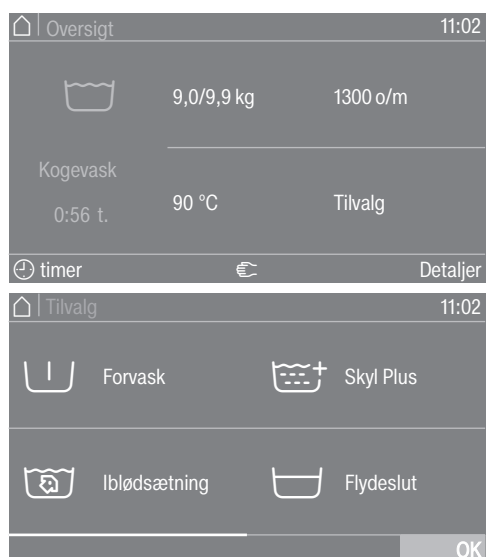 Oversigt 11:02
9,0/9,9 kg 1300 o/m
Kogevask
0:56 t.
90 °C Tilvalg
timer Detaljer
Tilvalg 11:02
Forvask Skyl Plus
Iblødsætning Flydeslut
OK